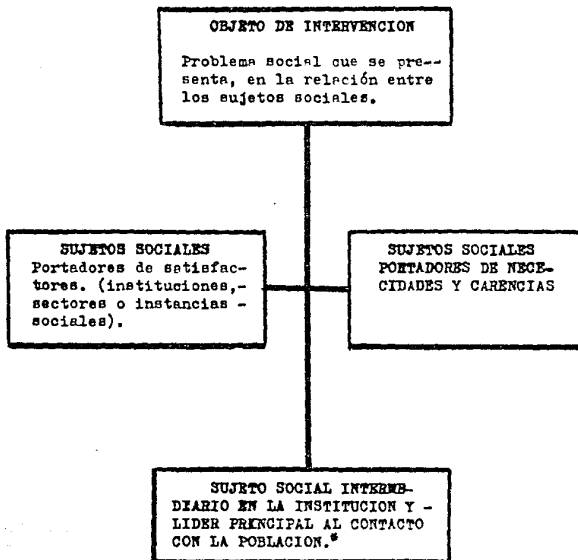 OBJETO DE INTERVENCION
Problema social que se pre--
senta, en la relación entre
los sujetos sociales.
SUJETOS SOCIALES
Portadores de satisfac-
tores. (instituciones,-
sectores o instancias -
sociales).
SUJETOS SOCIALES
PORTADORES DE NECE-
CIDADES Y CARENCIAS
SUJETO SOCIAL INTERME-
DIARIO EN LA INSTITUCION Y -
LIDER PRINCIPAL AL CONTACTO
CON LA POBLACION.*